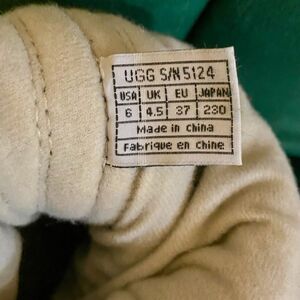 UGG S/N 5124
USA UK EU JAPAN
6 4.5 37 230
Made in China
Fabrique en Chine